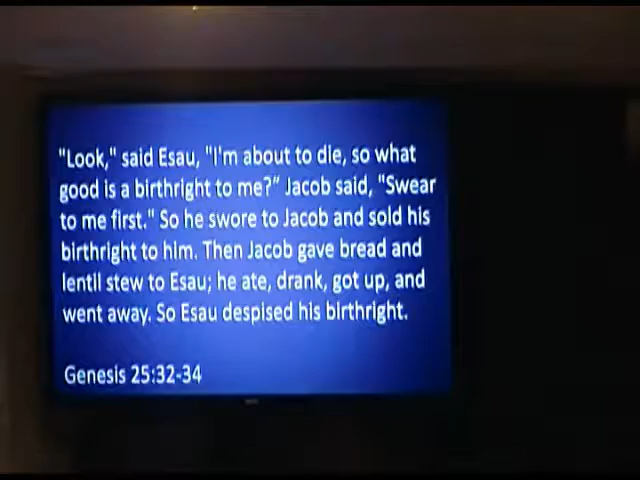 "Look," said Esau, "I'm about to die, so what
good is a birthright to me?" Jacob said, "Swear
to me first." So he swore to Jacob and sold his
birthright to him. Then Jacob gave bread and
lentil stew to Esau; he ate, drank, got up, and
went away. So Esau despised his birthright.
Genesis 25:32-34